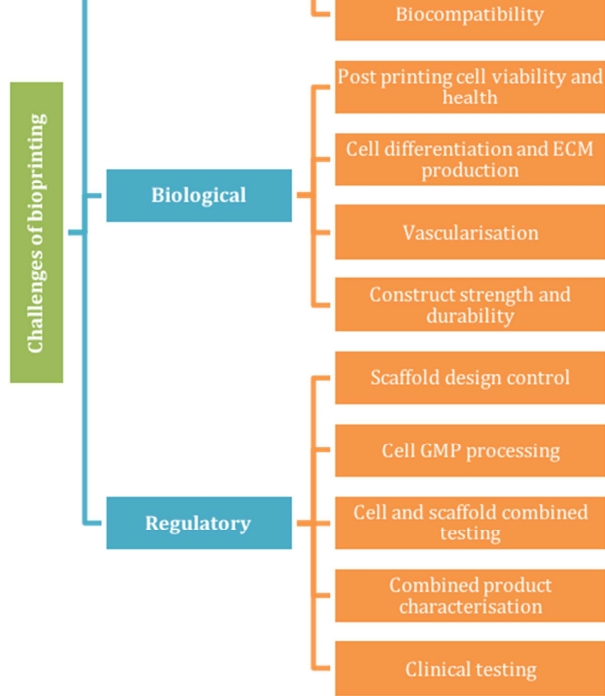 Challenges of bioprinting
Biocompatibility
Biological
Post printing cell viability and
health
Cell differentiation and ECM
production
Vascularisation
Construct strength and
durability
Regulatory
Scaffold design control
Cell GMP processing
Cell and scaffold combined
testing
Combined product
characterisation
Clinical testing